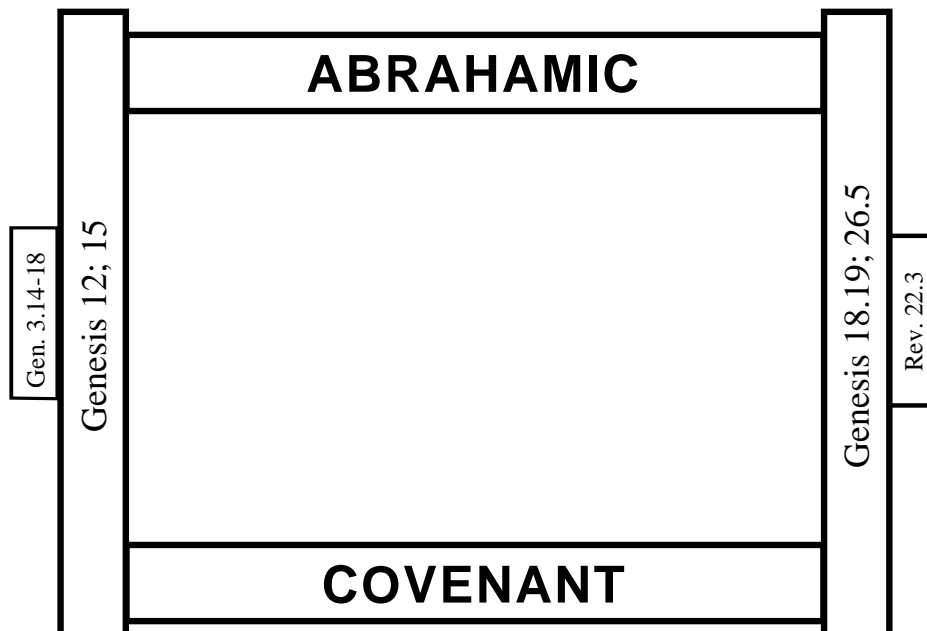 ABRAHAMIC
Gen. 3.14-18
Genesis 12; 15
Genesis 18.19; 26.5
Rev. 22.3
COVENANT